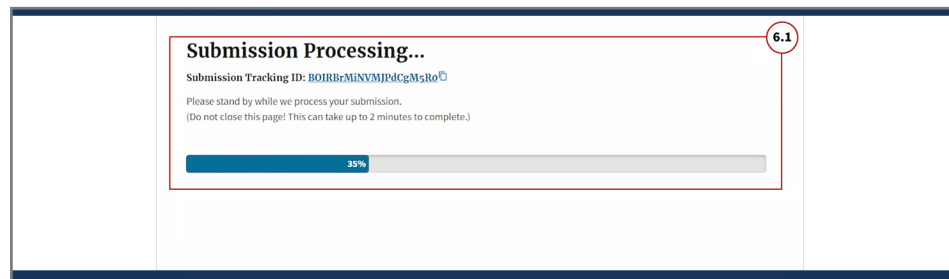 6.1
Submission Processing...
Submission Tracking ID: BOIRBrMiNVMJPdCgM5R0
Please stand by while we process your submission.
(Do not close this page! This can take up to 2 minutes to complete.)
35%